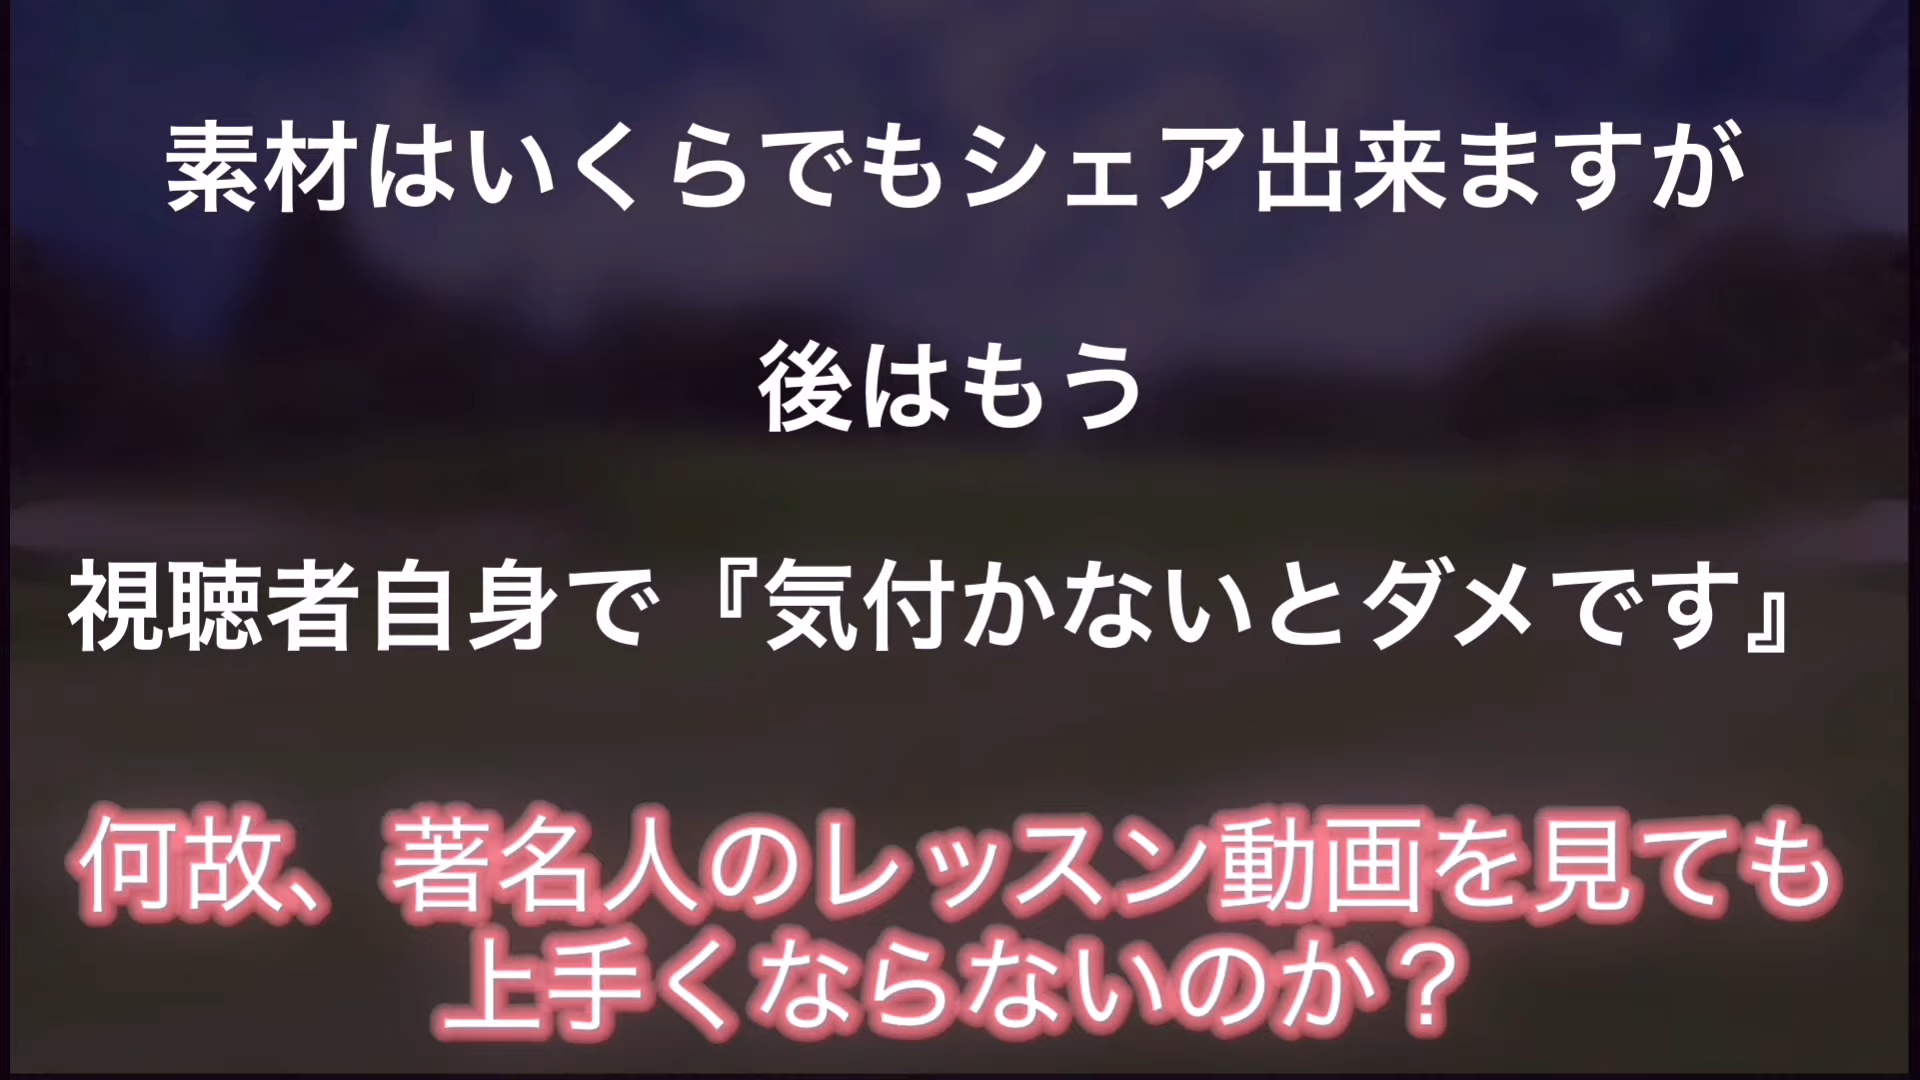 素材はいくらでもシェア出来ますが
後はもう
視聴者自身で『気付かないとダメです』
何故、著名人のレッスン動画を見ても
上手くならないのか？